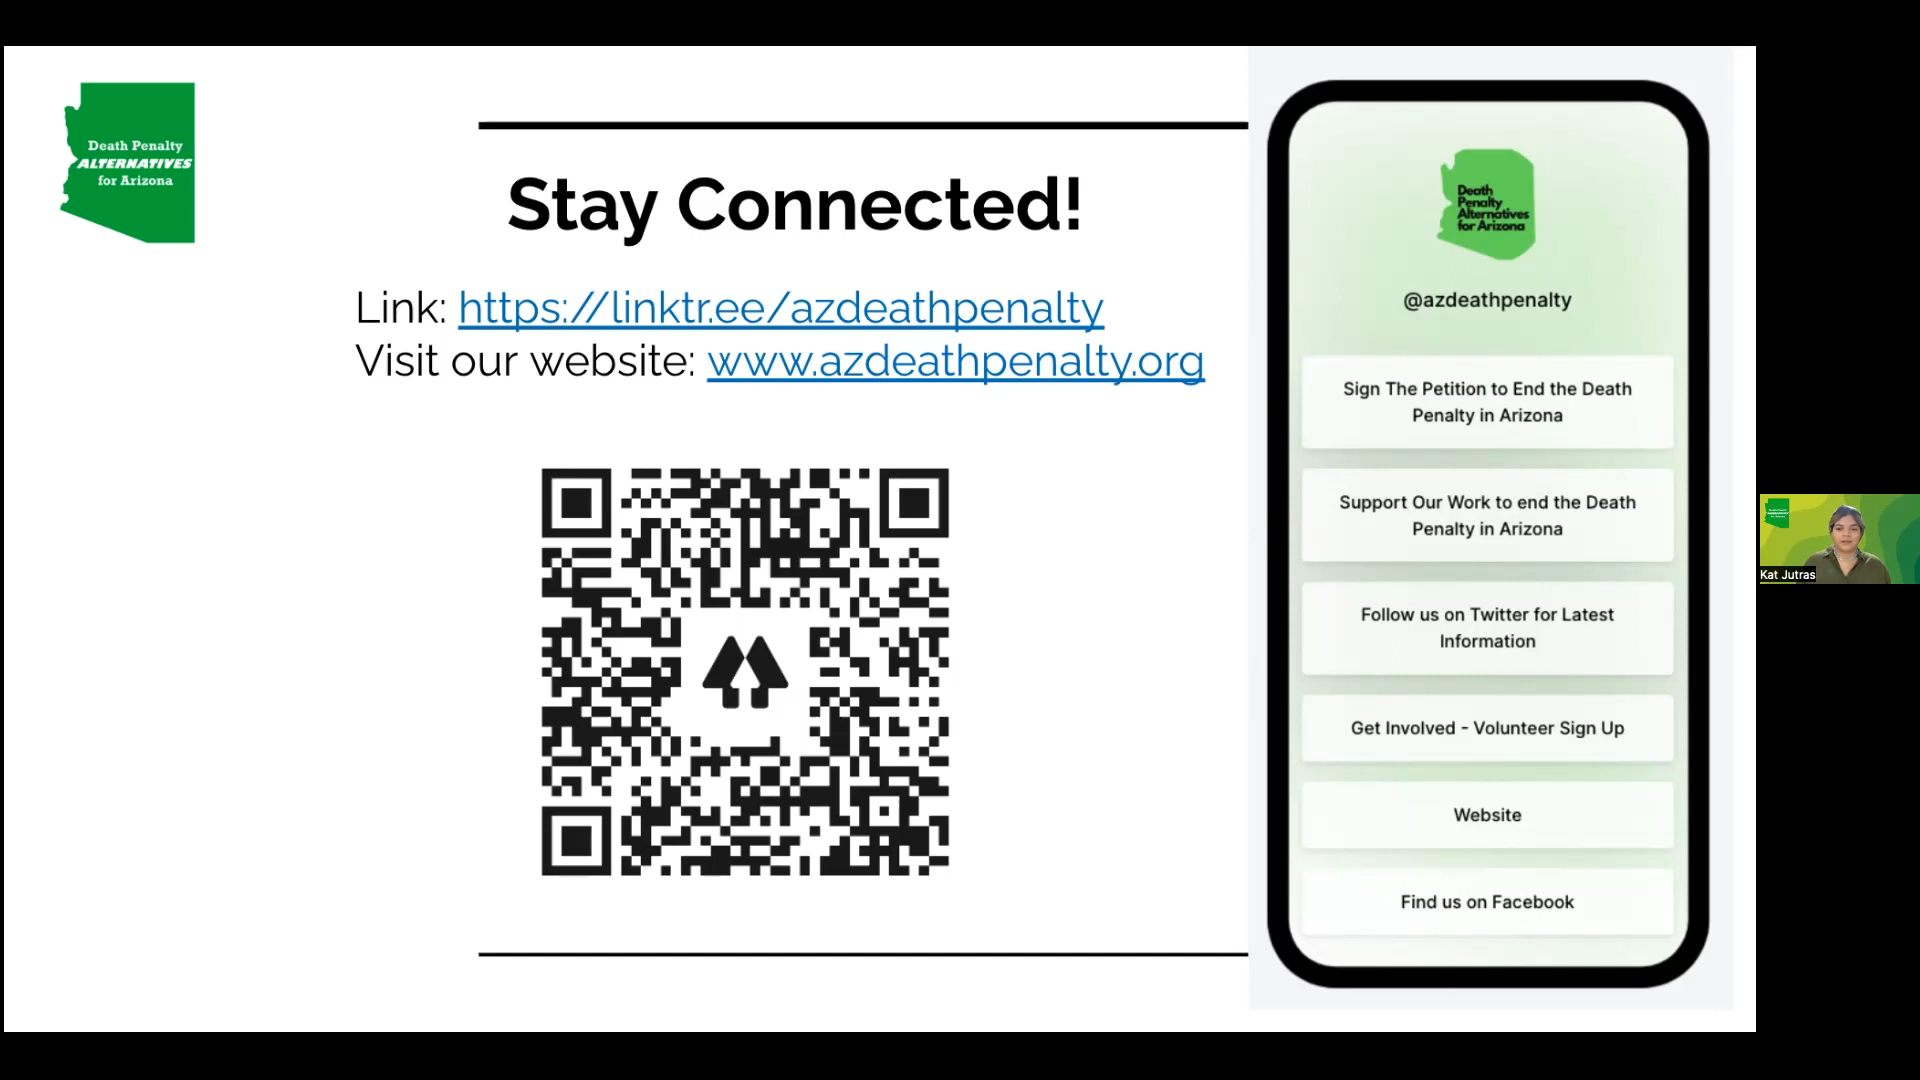 Death Penalty
ALTERNATIVES
for Arizona
Stay Connected!
Link: https://linktr.ee/azdeathpenalty
Visit our website: www.azdeathpenalty.org
Death
Penalty
Alternatives
for Arizona
@azdeathpenalty
Sign The Petition to End the Death
Penalty in Arizona
Support Our Work to end the Death
Penalty in Arizona
Follow us on Twitter for Latest
Information
Get Involved - Volunteer Sign Up
Website
Find us on Facebook
Kat Jutras